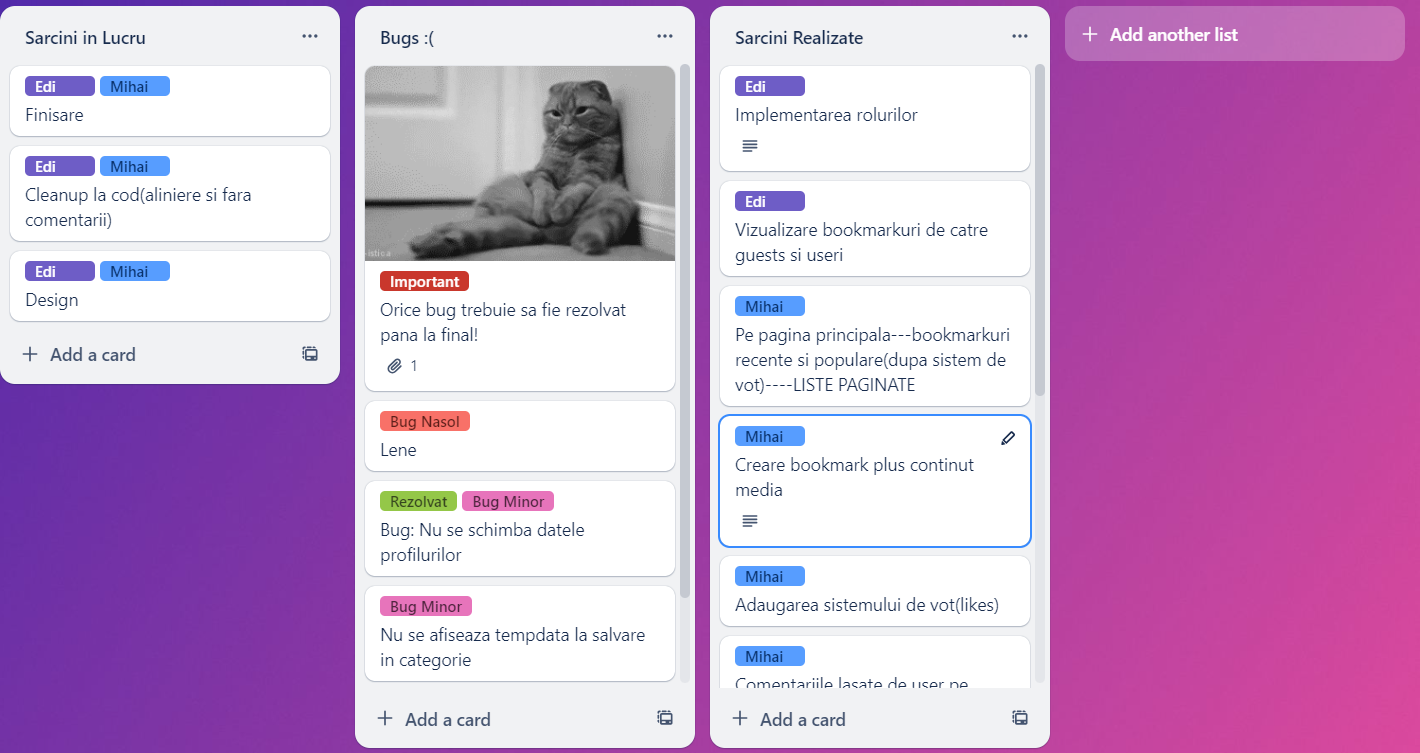 Sarcini in Lucru
Edi Mihai
Finisare
Edi Mihai
Cleanup la cod(aliniere si fara
comentarii)
Edi Mihai
Design
Add a card
Bugs :(
Important
Orice bug trebuie sa fie rezolvat
pana la final!
1
Bug Nasol
Lene
Rezolvat Bug Minor
Bug: Nu se schimba datele
profilurilor
Bug Minor
Nu se afiseaza tempdata la salvare
in categorie
Add a card
Sarcini Realizate
Edi
Implementarea rolurilor
Edi
Vizualizare bookmarkuri de catre
guests si useri
Mihai
Pe pagina principala---bookmarkuri
recente si populare(dupa sistem de
vot)----LISTE PAGINATE
Mihai
Creare bookmark plus continut
media
Mihai
Adaugarea sistemului de vot(likes)
Mihai
Comentariile lasate de user pe
Add a card
Add another list